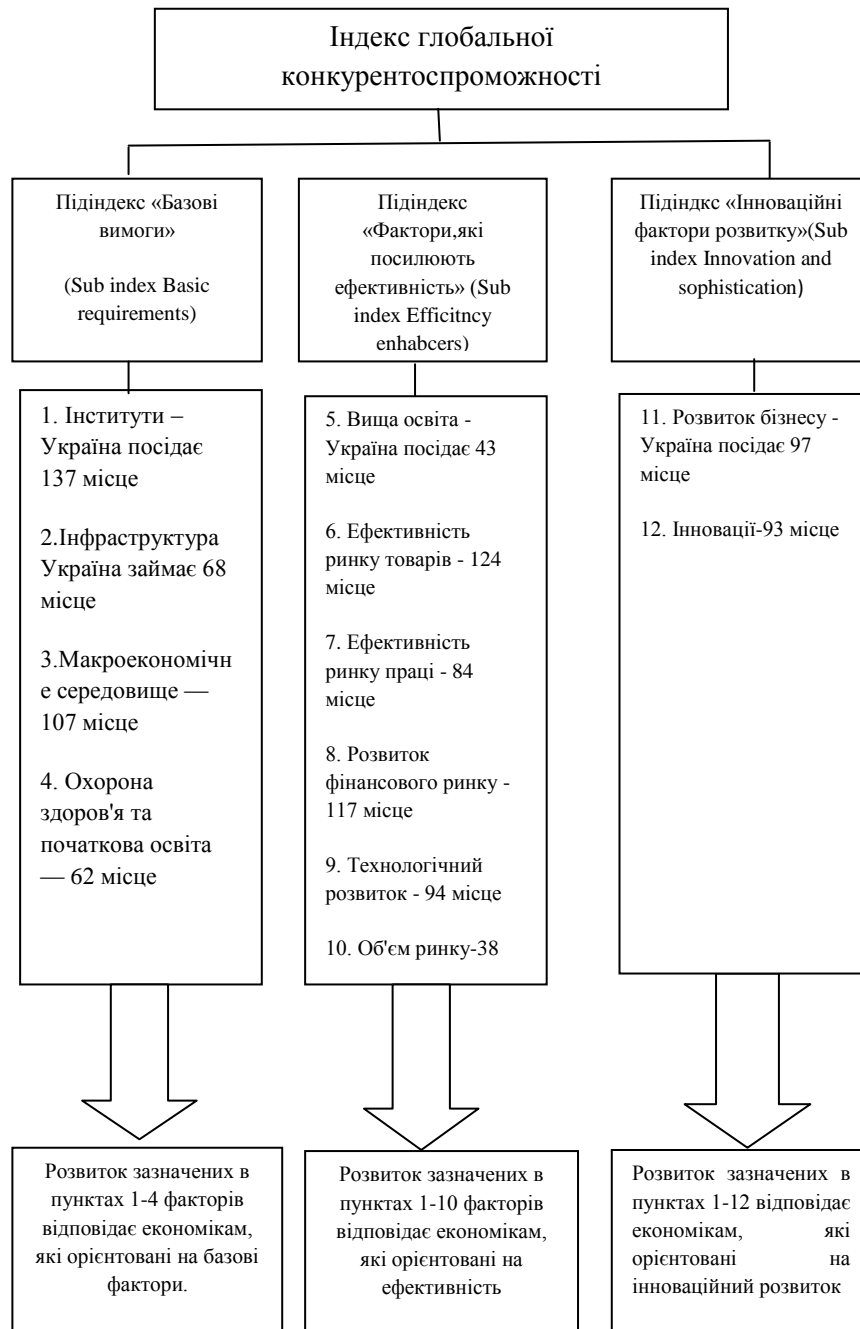 Індекс глобальної
конкурентоспроможності
Підіндекс «Базові
вимоги»
(Sub index Basic
requirements)
Підіндекс
«Фактори,які
посилюють
ефективність» (Sub
index Efficitncy
enhabcers)
Підіндкс «Інноваційні
фактори розвитку»(Sub
index Innovation and
sophistication)
1. Інститути –
Україна посідає
137 місце
2.Інфраструктура
Україна займає 68
місце
3.Макроекономічн
е середовище —
107 місце
4. Охорона
здоров'я та
початкова освіта
— 62 місце
5. Вища освіта -
Україна посідає 43
місце
6. Ефективність
ринку товарів - 124
місце
7. Ефективність
ринку праці - 84
місце
8. Розвиток
фінансового ринку -
117 місце
9. Технологічний
розвиток - 94 місце
10. Об'єм ринку-38
11. Розвиток бізнесу -
Україна посідає 97
місце
12. Інновації-93 місце
Розвиток зазначених в
пунктах 1-4 факторів
відповідає економікам,
які орієнтовані на базові
фактори.
Розвиток зазначених в
пунктах 1-10 факторів
відповідає економікам,
які орієнтовані на
ефективність
Розвиток зазначених в
пунктах 1-12 відповідає
економікам, які
орієнтовані на
інноваційний розвиток